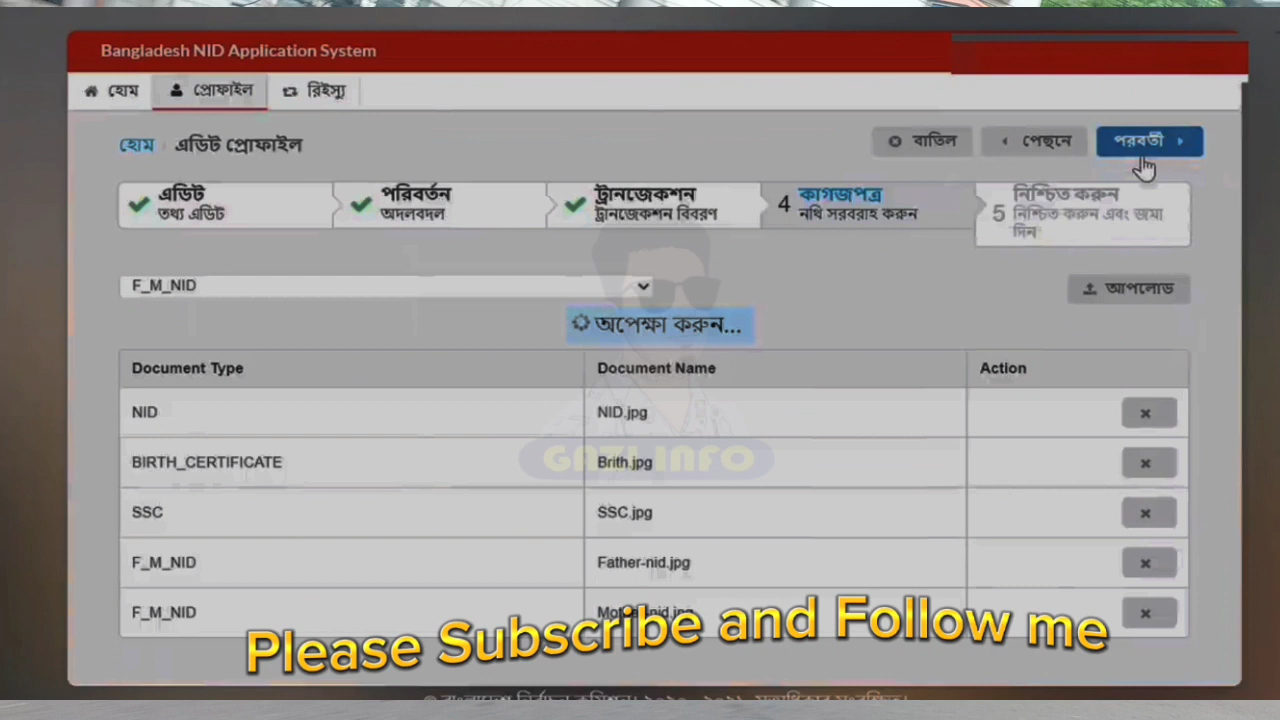 Bangladesh NID Application System
হোম
প্রোফাইল
রিইস্যু
হোম
এডিট প্রোফাইল
বাতিল
পেছনে
পরবর্তী
এডিট
তথ্য এডিট
পরিবর্তন
অদলবদল
ট্রানজেকশন
ট্রানজেকশন বিবরণ
4 কাগজপত্র
নথি সরবরাহ করুন
5 নিশ্চিত করুন
নিশ্চিত করুন এবং জমা
দিন
F_M_NID
আপলোড
অপেক্ষা করুন...
Document Type Document Name Action
NID NID.jpg
BIRTH_CERTIFICATE Brith.jpg
GAZI INFO
SSC SSC.jpg
F_M_NID Father-nid.jpg
F_M_NID
Please Subscribe and Follow me